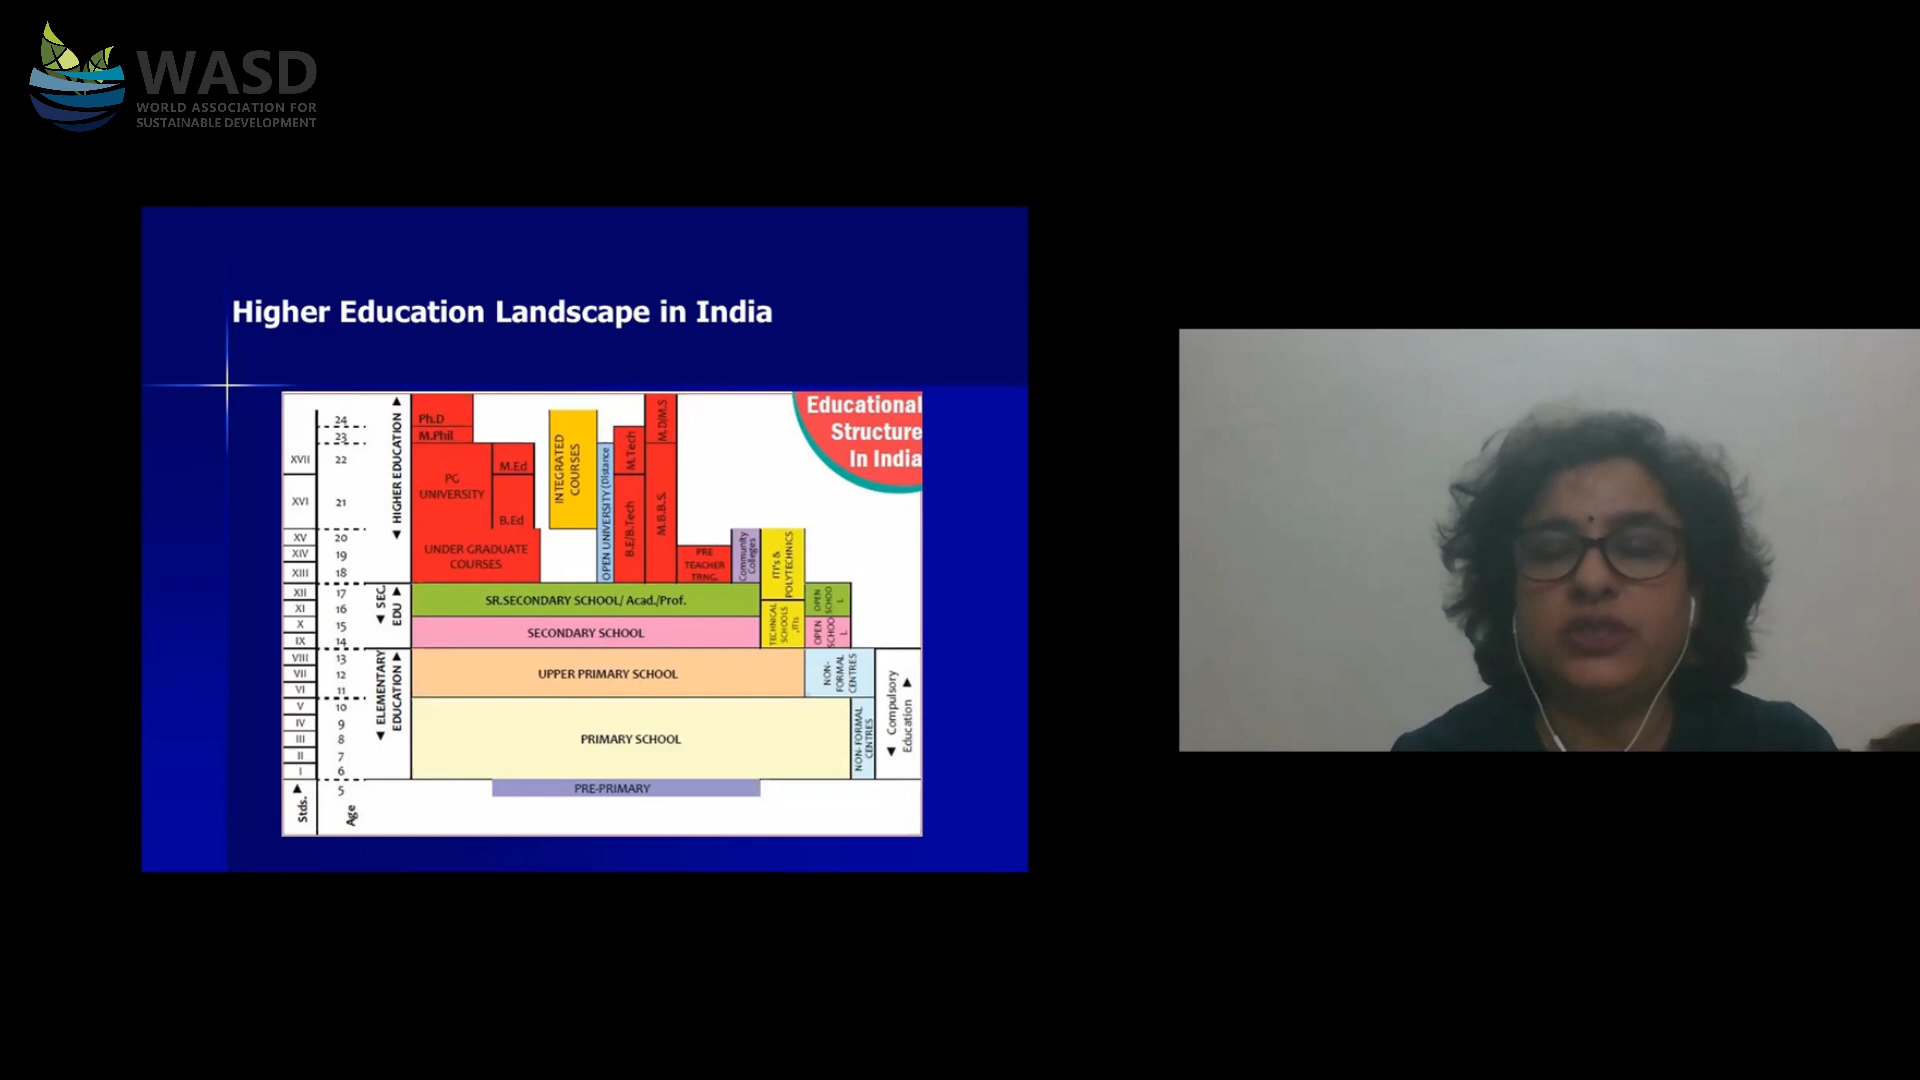 WASD
WORLD ASSOCIATION FOR
SUSTAINABLE DEVELOPMENT
Higher Education Landscape in India
Educational
Structure
In India
24
23
XVII 22
XVI 21
XV 20
XIV 19
XIII 18
XII 17
XI 16
X 15
IX 14
VIII 13
VII 12
VI 11
V 10
IV 9
III 8
II 7
I 6
5
Stds.
Age
HIGHER EDUCATION
SEC.
EDU
ELEMENTARY
EDUCATION
Ph.D
M.Phil
PG
UNIVERSITY
M.Ed
B.Ed
UNDER GRADUATE
COURSES
INTEGRATED
COURSES
OPEN UNIVERSITY (Distance
M.Tech
B.E/B.Tech
M.D/M.S
M.B.B.S.
PRE
TEACHER
TRNG.
Community
Colleges
ITI's &
POLYTECHNICS
SR.SECONDARY SCHOOL/ Acad./Prof.
TECHNICAL
SCHOOLS
,ITIs
OPEN
SCHOO
L
SECONDARY SCHOOL
OPEN
SCHOO
L
UPPER PRIMARY SCHOOL
NON-
FORMAL
CENTRES
PRIMARY SCHOOL
NON-FORMAL
CENTRES
Compulsory
Education
PRE-PRIMARY